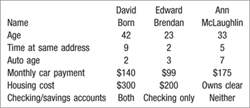 David Edward Ann
Name Born Brendan McLaughlin
Age 42 23 33
Time at same address 9 2 5
Auto age 2 3 7
Monthly car payment $140 $99 $175
Housing cost $300 $200 Owns clear
Checking/savings accounts Both Checking only Neither